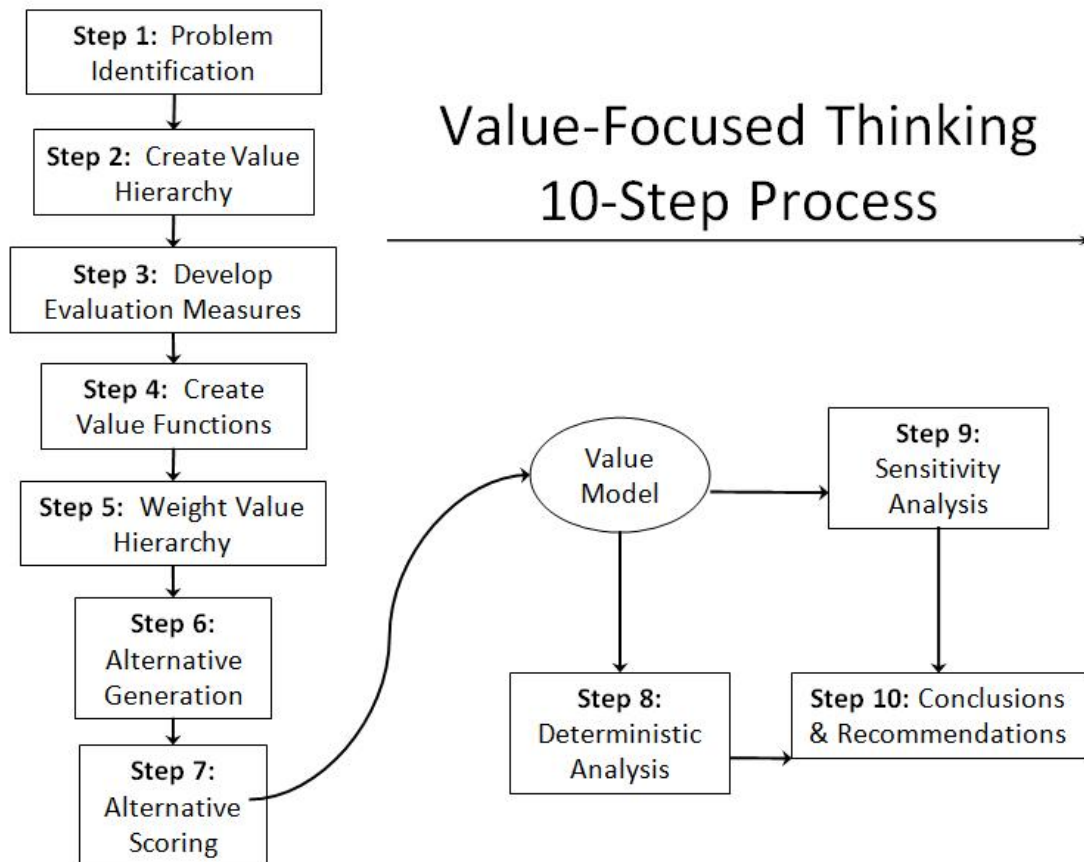 Step 1: Problem
Identification
Value-Focused Thinking
10-Step Process
Step 2: Create Value
Hierarchy
Step 3: Develop
Evaluation Measures
Step 4: Create
Value Functions
Step 5: Weight Value
Hierarchy
Step 6:
Alternative
Generation
Step 7:
Alternative
Scoring
Value
Model
Step 8:
Deterministic
Analysis
Step 9:
Sensitivity
Analysis
Step 10: Conclusions
& Recommendations